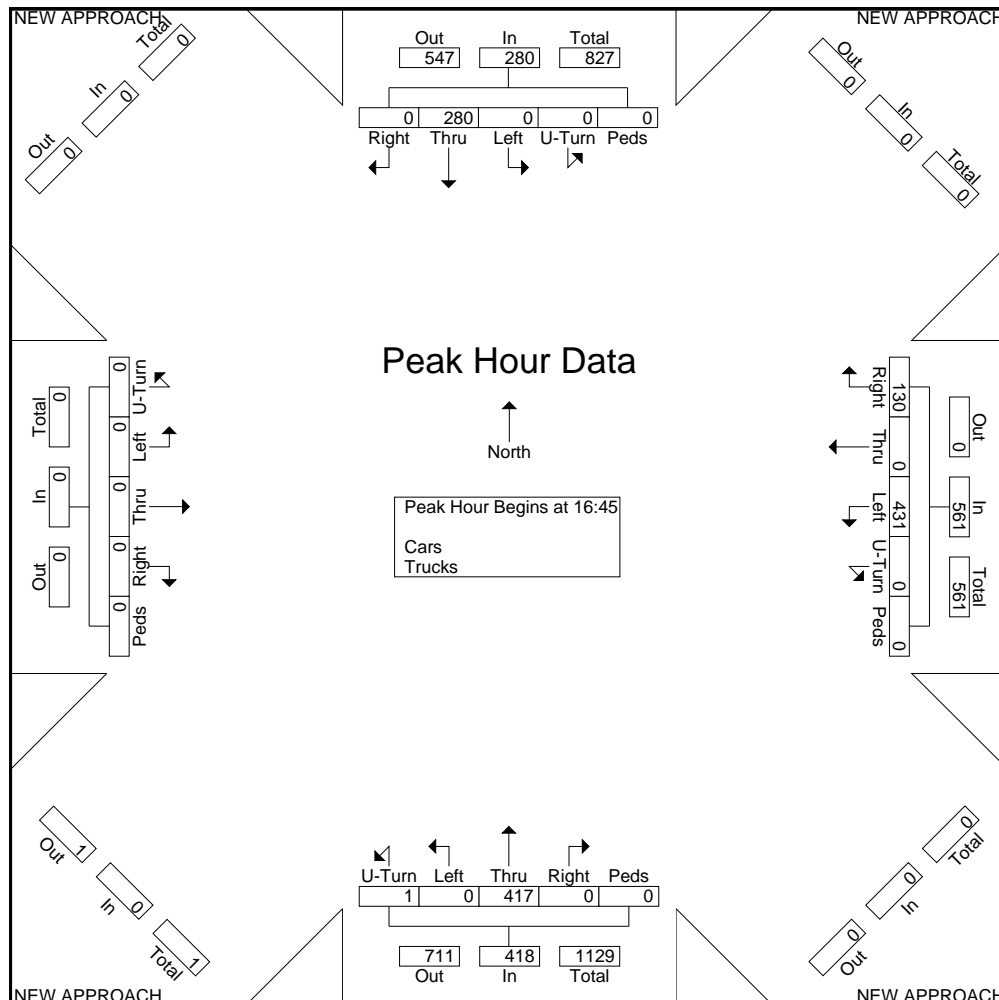 NEW APPROACH
NEW APPROACH
Total
0
In
0
Out
0
Out In Total
547 280 827
0 280 0 0 0
Right Thru Left U-Turn Peds
Out
0
In
0
Total
0
Peak Hour Data
North
Peak Hour Begins at 16:45
Cars
Trucks
Total
0
In
0
Out
0
U-Turn
0
Left
0
Thru
0
Right
0
Peds
0
Right
130
Thru
0
Left
431
U-Turn
0
Peds
0
Out
0
In
561
Total
561
Out
1
In
0
Total
1
U-Turn Left Thru Right Peds
1 0 417 0 0
711 418 1129
Out In Total
Total
0
In
0
Out
0
NEW APPROACH
NEW APPROACH